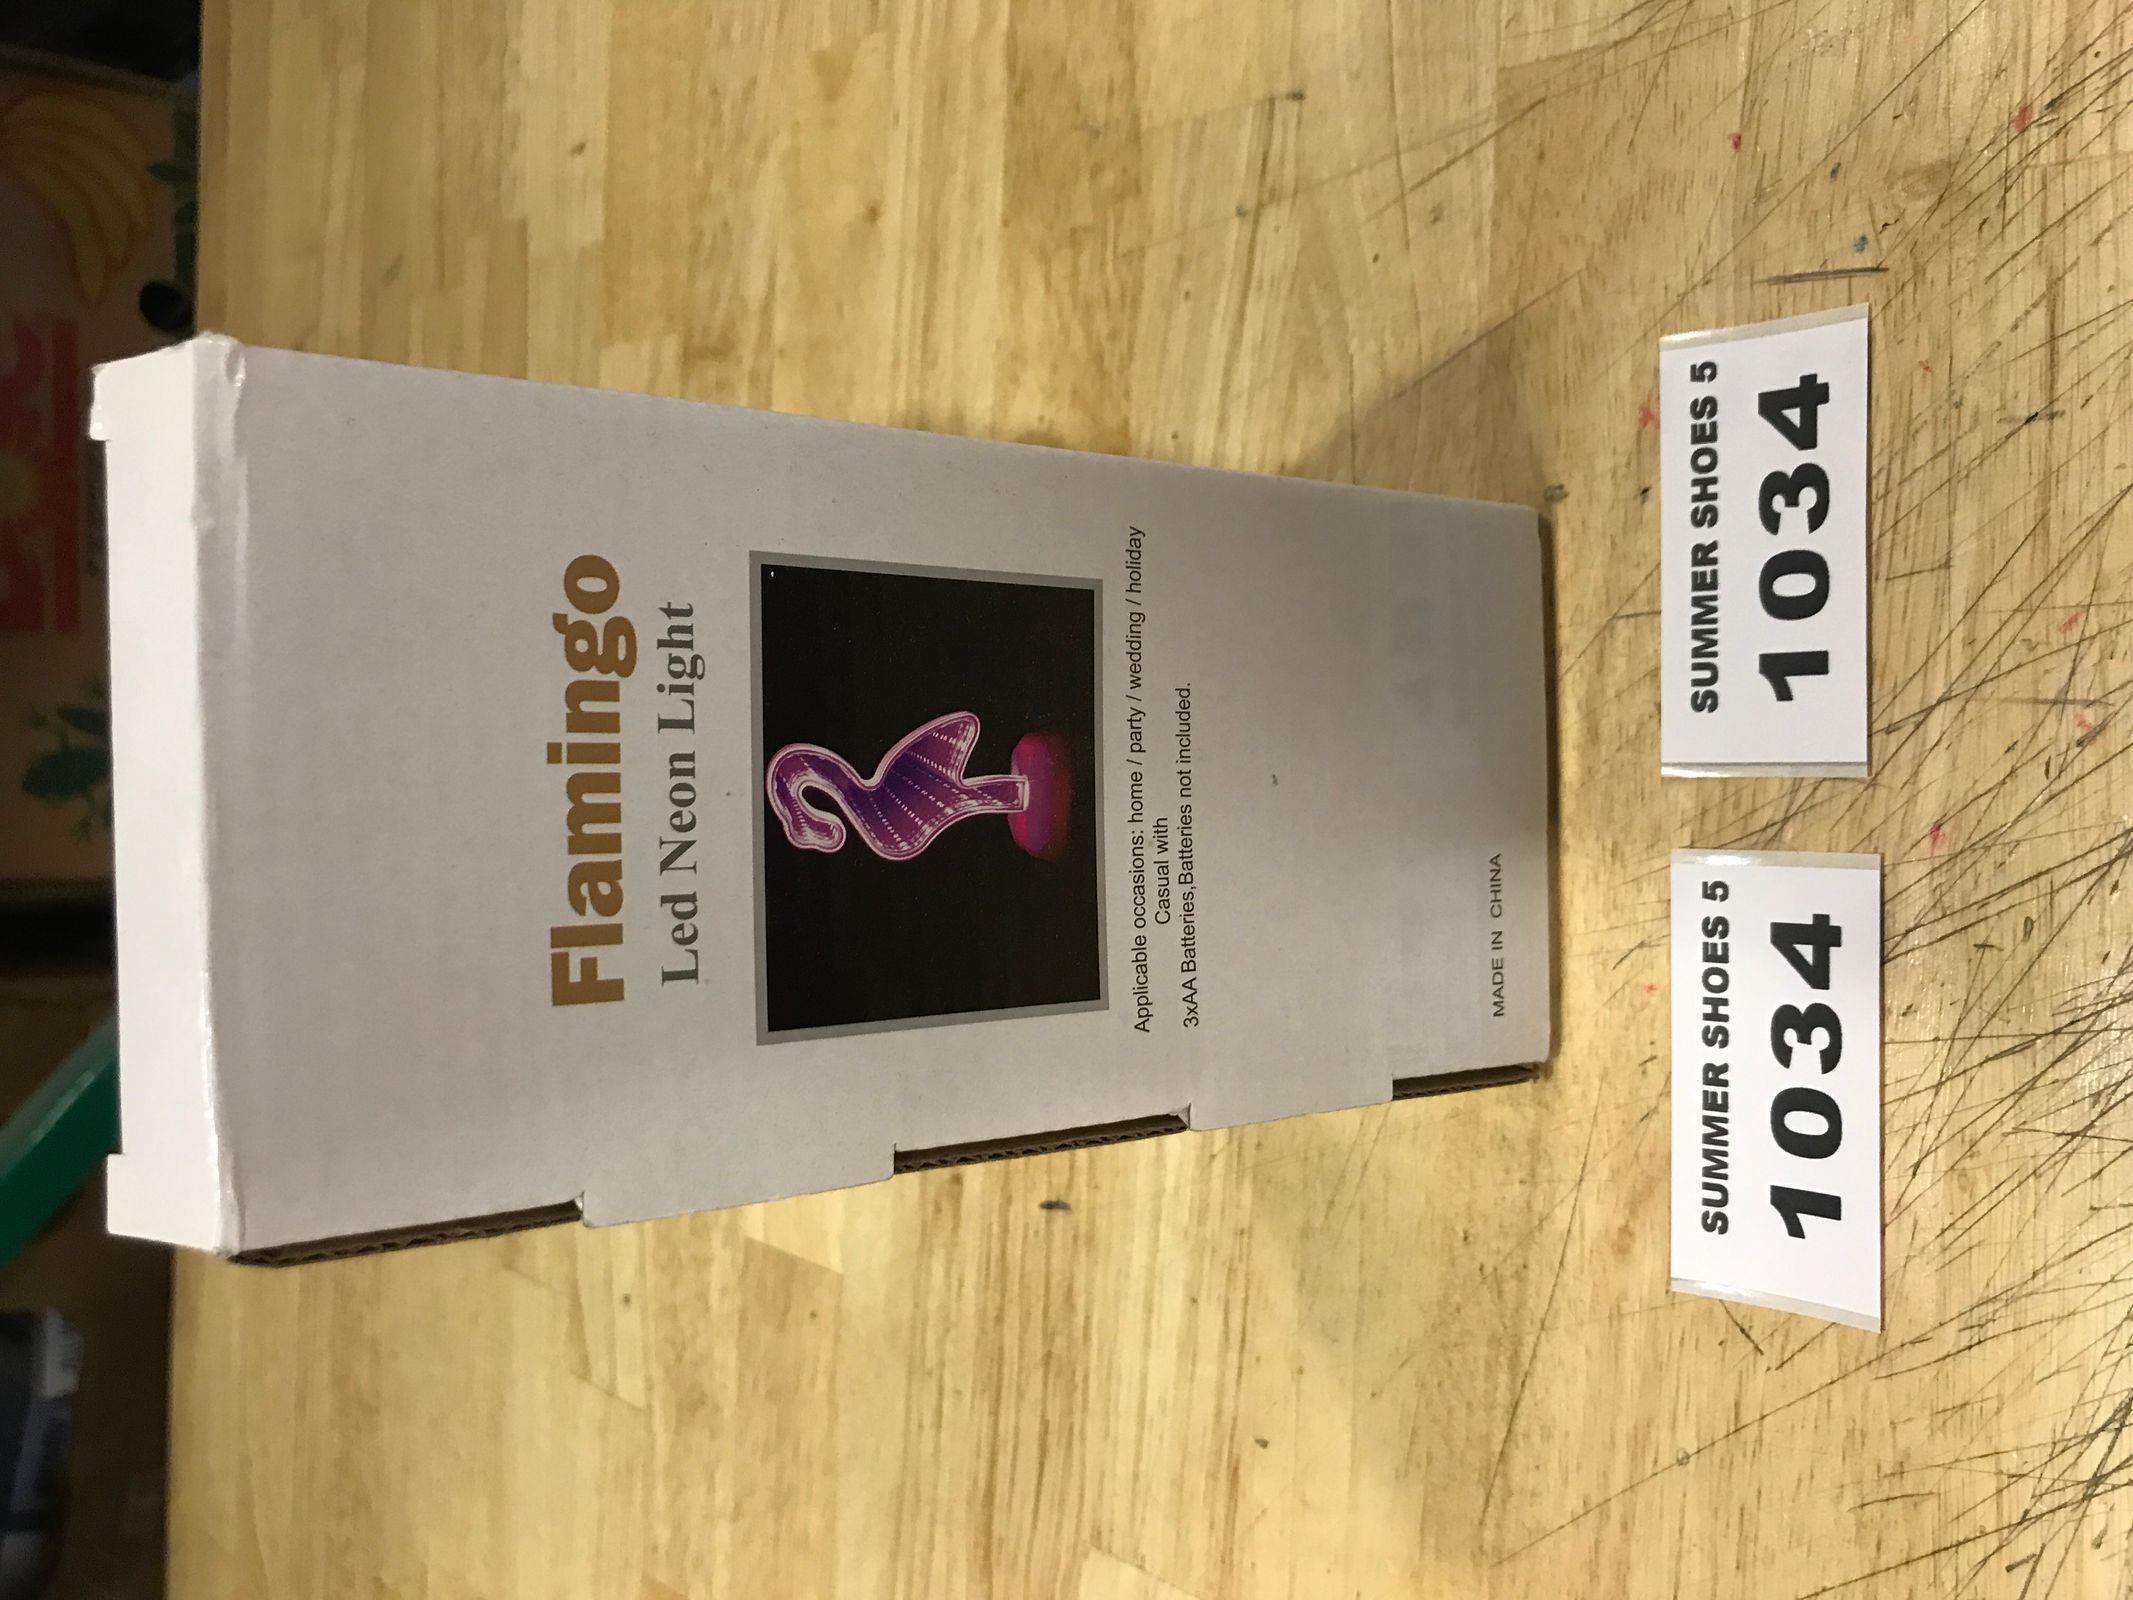 Flamingo
Led Neon Light
Applicable occasions: home / party / wedding / holiday
Casual with
3xAA Batteries,Batteries not included.
MADE IN CHINA
SUMMER SHOES 5
1034
SUMMER SHOES 5
1034